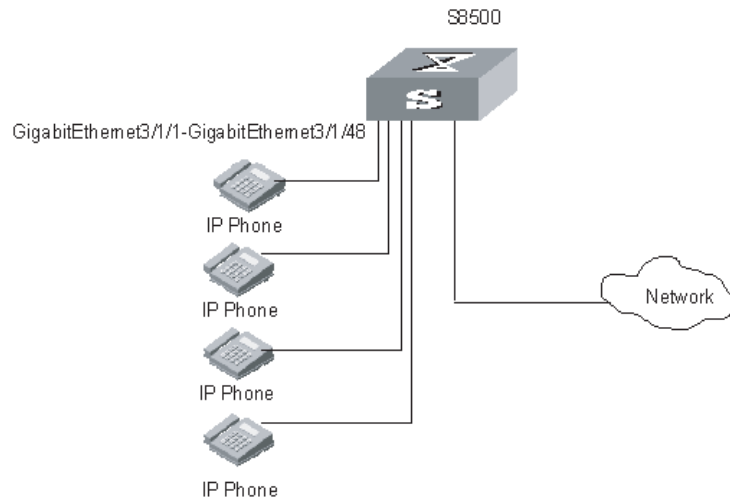 S8500
GigabitEthernet3/1/1-GigabitEthernet3/1/48
IP Phone
IP Phone
Network
IP Phone
IP Phone